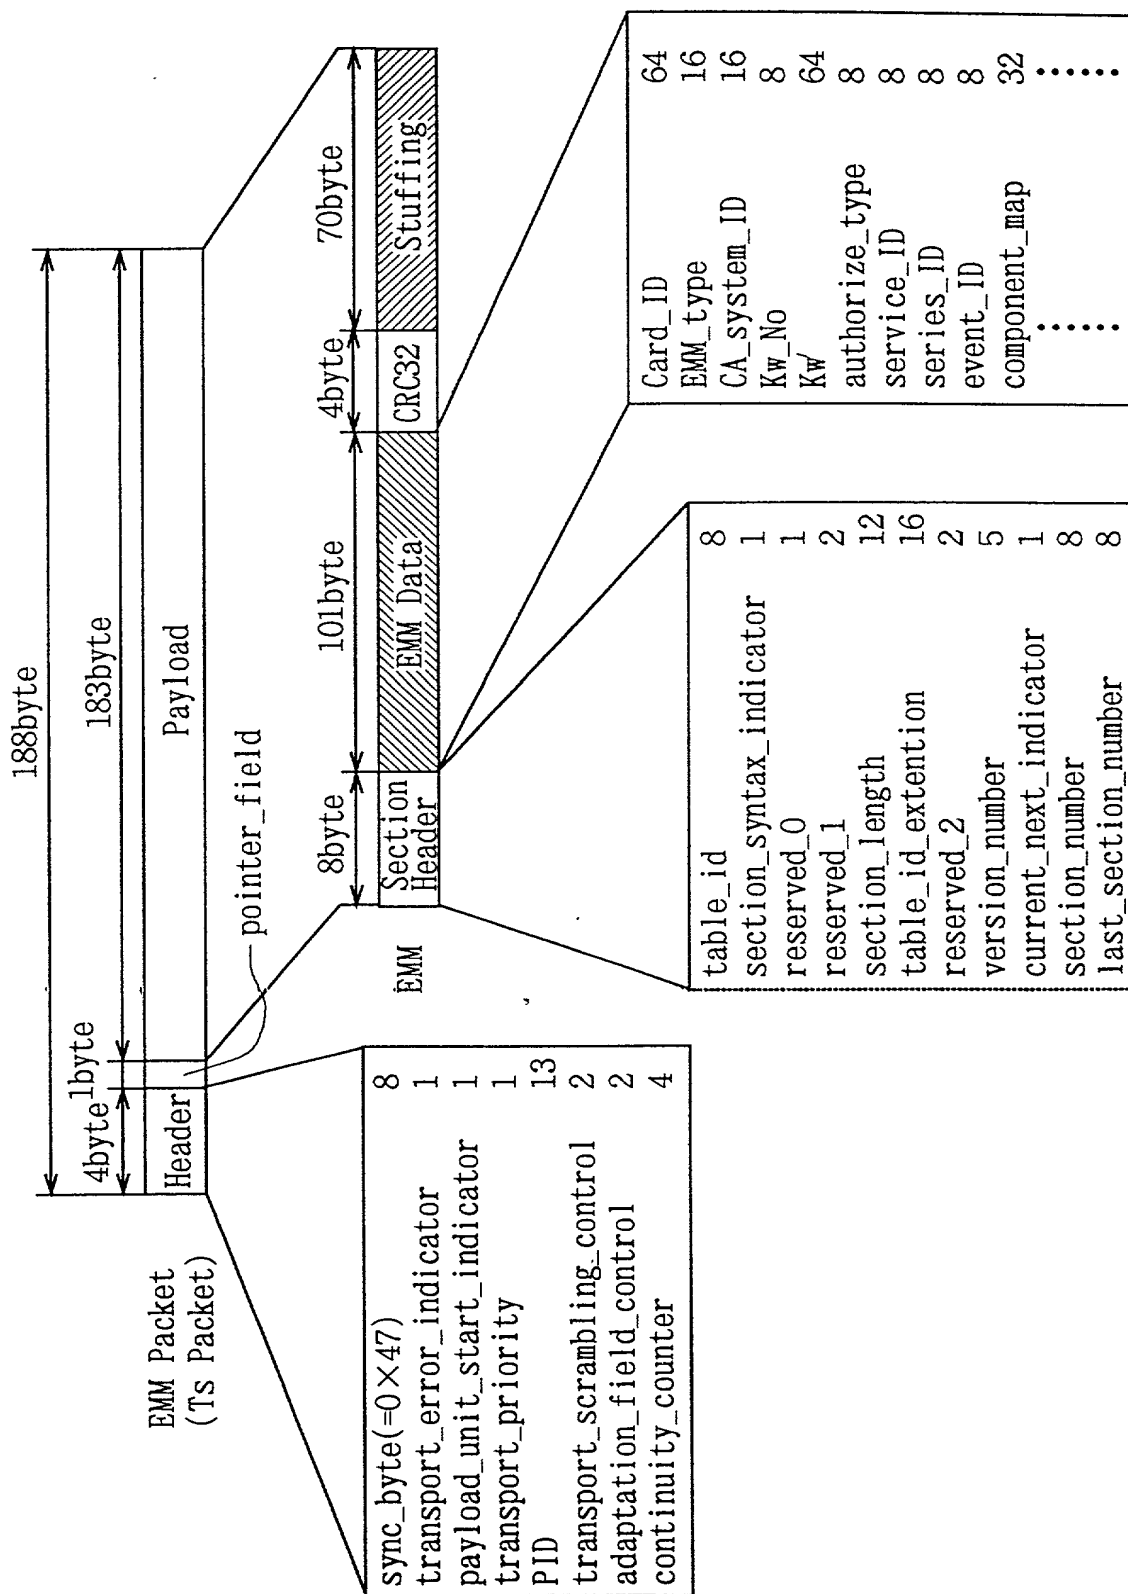 188byte
4byte 1byte 183byte
Header Payload
pointer_field
EMM Packet
(Ts Packet)
8byte 101byte 4byte 70byte
Section
Header
EMM Data CRC32 Stuffing
EMM
sync_byte(=0×47) 8
transport_error_indicator 1
payload_unit_start_indicator 1
transport_priority 1
PID 13
transport_scrambling_control 2
adaptation_field_control 2
continuity_counter 4
table_id 8
section_syntax_indicator 1
reserved_0 1
reserved_1 2
section_length 12
table_id_extention 16
reserved_2 2
version_number 5
current_next_indicator 1
section_number 8
last_section_number 8
Card_ID 64
EMM_type 16
CA_system_ID 16
Kw_No 8
Kw 64
authorize_type 8
service_ID 8
series_ID 8
event_ID 8
component_map 32
...... ......